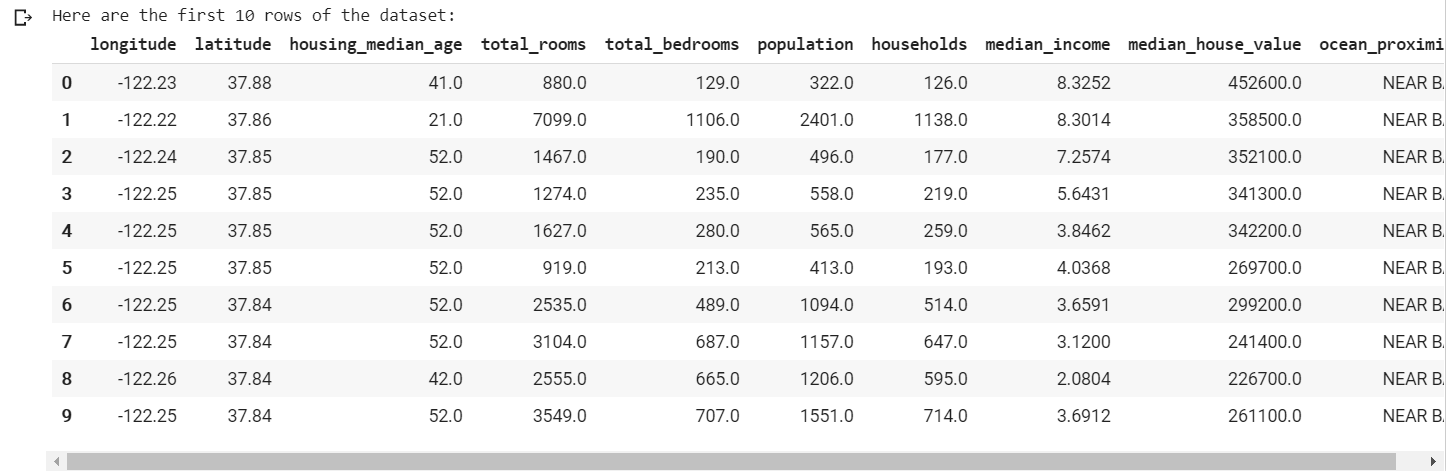 Here are the first 10 rows of the dataset:
longitude latitude housing_median_age total_rooms total_bedrooms population households median_income median_house_value ocean_proximi
0 -122.23 37.88 41.0 880.0 129.0 322.0 126.0 8.3252 452600.0 NEAR B
1 -122.22 37.86 21.0 7099.0 1106.0 2401.0 1138.0 8.3014 358500.0 NEAR B
2 -122.24 37.85 52.0 1467.0 190.0 496.0 177.0 7.2574 352100.0 NEAR B
3 -122.25 37.85 52.0 1274.0 235.0 558.0 219.0 5.6431 341300.0 NEAR B
4 -122.25 37.85 52.0 1627.0 280.0 565.0 259.0 3.8462 342200.0 NEAR B
5 -122.25 37.85 52.0 919.0 213.0 413.0 193.0 4.0368 269700.0 NEAR B
6 -122.25 37.84 52.0 2535.0 489.0 1094.0 514.0 3.6591 299200.0 NEAR B
7 -122.25 37.84 52.0 3104.0 687.0 1157.0 647.0 3.1200 241400.0 NEAR B
8 -122.26 37.84 42.0 2555.0 665.0 1206.0 595.0 2.0804 226700.0 NEAR B
9 -122.25 37.84 52.0 3549.0 707.0 1551.0 714.0 3.6912 261100.0 NEAR B